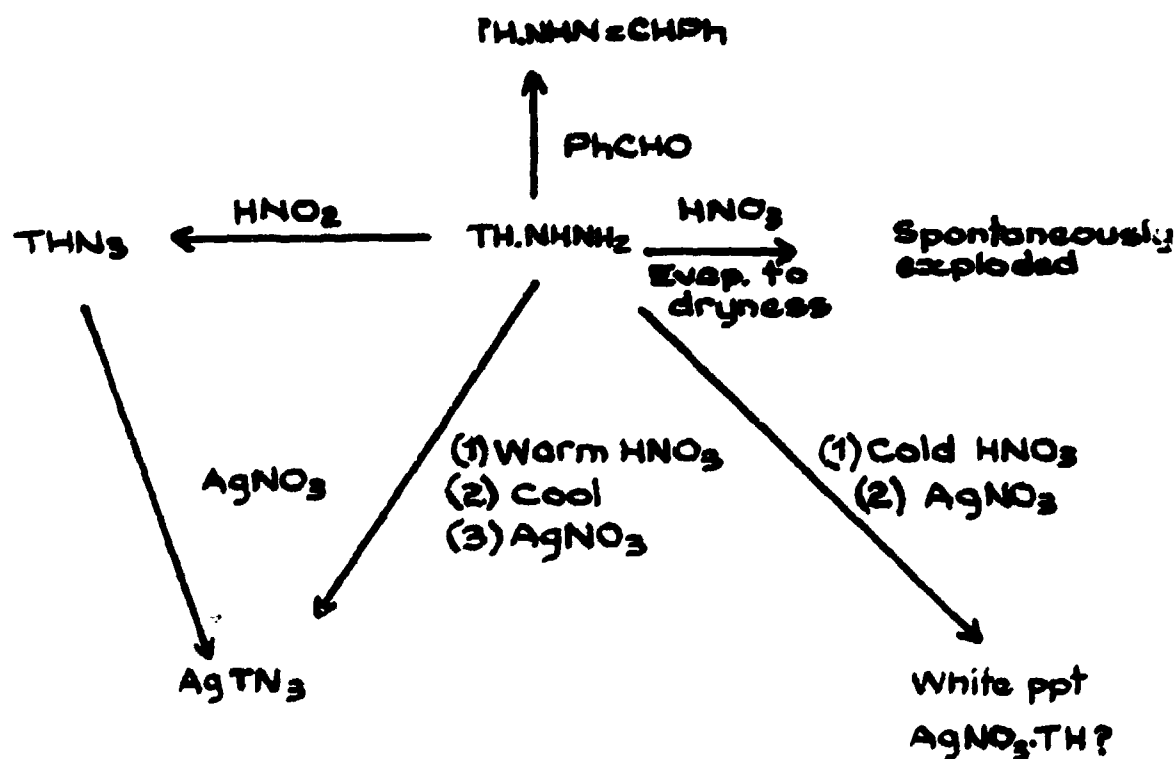 TH.NHN=CHPh
PhCHO
HNO₂
THN₃
TH.NHNH₂
HNO₃
Evap. to
dryness
Spontaneously
exploded
AgNO₃
(1) Warm HNO₃
(2) Cool
(3) AgNO₃
(1) Cold HNO₃
(2) AgNO₃
AgTN₃
White ppt
AgNO₃·TH?